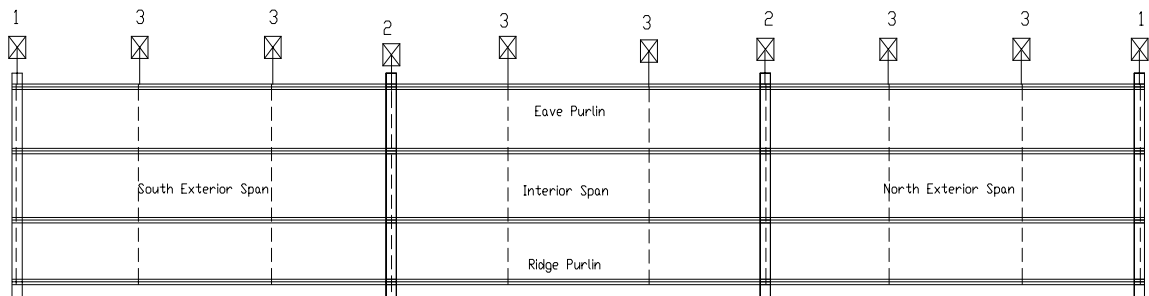 1 3 3 2 3 3 2 3 3 1
Eave Purlin
South Exterior Span Interior Span North Exterior Span
Ridge Purlin